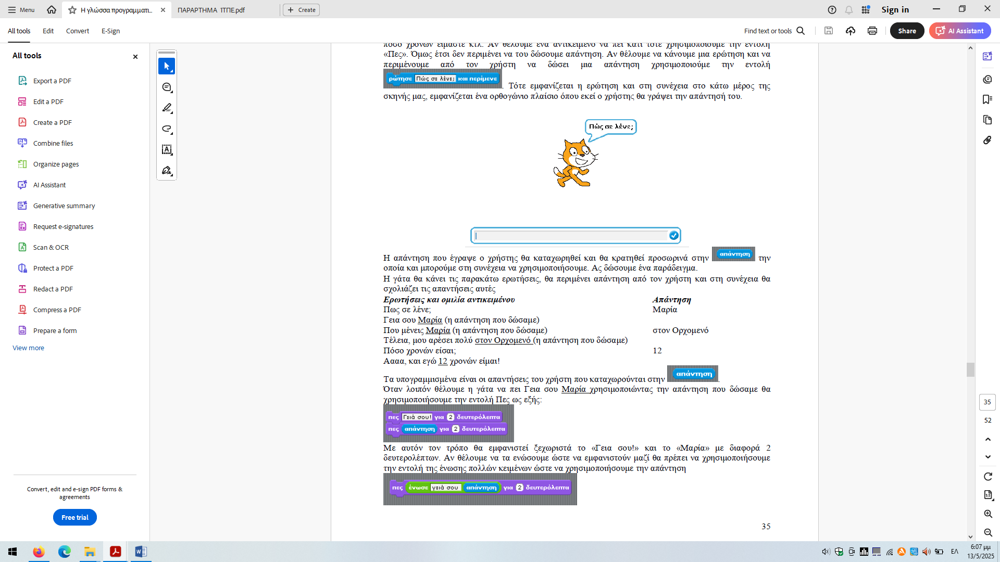 Menu
Η γλώσσα προγραμματι...
ΠΑΡΑΡΤΗΜΑ 1ΤΠΕ.pdf
Create
Sign in
All tools
Edit
Convert
E-Sign
Find text or tools
Share
AI Assistant
All tools
Export a PDF
Edit a PDF
Create a PDF
Combine files
Organize pages
AI Assistant
Generative summary
Request e-signatures
Scan & OCR
Protect a PDF
Redact a PDF
Compress a PDF
Prepare a form
View more
Convert, edit and e-sign PDF forms &
agreements
Free trial
πόσο χρονών είμαστε κτλ. Αν θέλουμε ένα αντικείμενο να πει κάτι τότε χρησιμοποιούμε την εντολή
«Πες». Όμως έτσι δεν περιμένει να του δώσουμε απάντηση. Αν θέλουμε να κάνουμε μια ερώτηση και να
περιμένουμε από τον χρήστη να δώσει μια απάντηση χρησιμοποιούμε την εντολή
ρώτησε Πώς σε λένε; και περίμενε . Τότε εμφανίζεται η ερώτηση και στη συνέχεια στο κάτω μέρος της
σκηνής μας, εμφανίζεται ένα ορθογώνιο πλαίσιο όπου εκεί ο χρήστης θα γράψει την απάντησή του.
Πώς σε λένε;
Η απάντηση που έγραψε ο χρήστης θα καταχωρηθεί και θα κρατηθεί προσωρινά στην απάντηση την
οποία και μπορούμε στη συνέχεια να χρησιμοποιήσουμε. Ας δώσουμε ένα παράδειγμα.
Η γάτα θα κάνει τις παρακάτω ερωτήσεις, θα περιμένει απάντηση από τον χρήστη και στη συνέχεια θα
σχολιάζει τις απαντήσεις αυτές
Ερωτήσεις και ομιλία αντικειμένου Απάντηση
Πως σε λένε; Μαρία
Γεια σου Μαρία (η απάντηση που δώσαμε)
Που μένεις Μαρία (η απάντηση που δώσαμε) στον Ορχομενό
Τέλεια, μου αρέσει πολύ στον Ορχομενό (η απάντηση που δώσαμε)
Πόσο χρονών είσαι; 12
Αααα, και εγώ 12 χρονών είμαι!
Τα υπογραμμισμένα είναι οι απαντήσεις του χρήστη που καταχωρούνται στην απάντηση .
Όταν λοιπόν θέλουμε η γάτα να πει Γεια σου Μαρία χρησιμοποιώντας την απάντηση που δώσαμε θα
χρησιμοποιήσουμε την εντολή Πες ως εξής:
πες Γειά σου! για 2 δευτερόλεπτα
πες απάντηση για 2 δευτερόλεπτα
Με αυτόν τον τρόπο θα εμφανιστεί ξεχωριστά το «Γεια σου!» και το «Μαρία» με διαφορά 2
δευτερολέπτων. Αν θέλουμε να τα ενώσουμε ώστε να εμφανιστούν μαζί θα πρέπει να χρησιμοποιήσουμε
την εντολή της ένωσης πολλών κειμένων ώστε να χρησιμοποιήσουμε την απάντηση
πες ένωσε γειά σου απάντηση για 2 δευτερόλεπτα
35
35
52
1:1
ΕΛ
6:07 μμ
13/5/2025